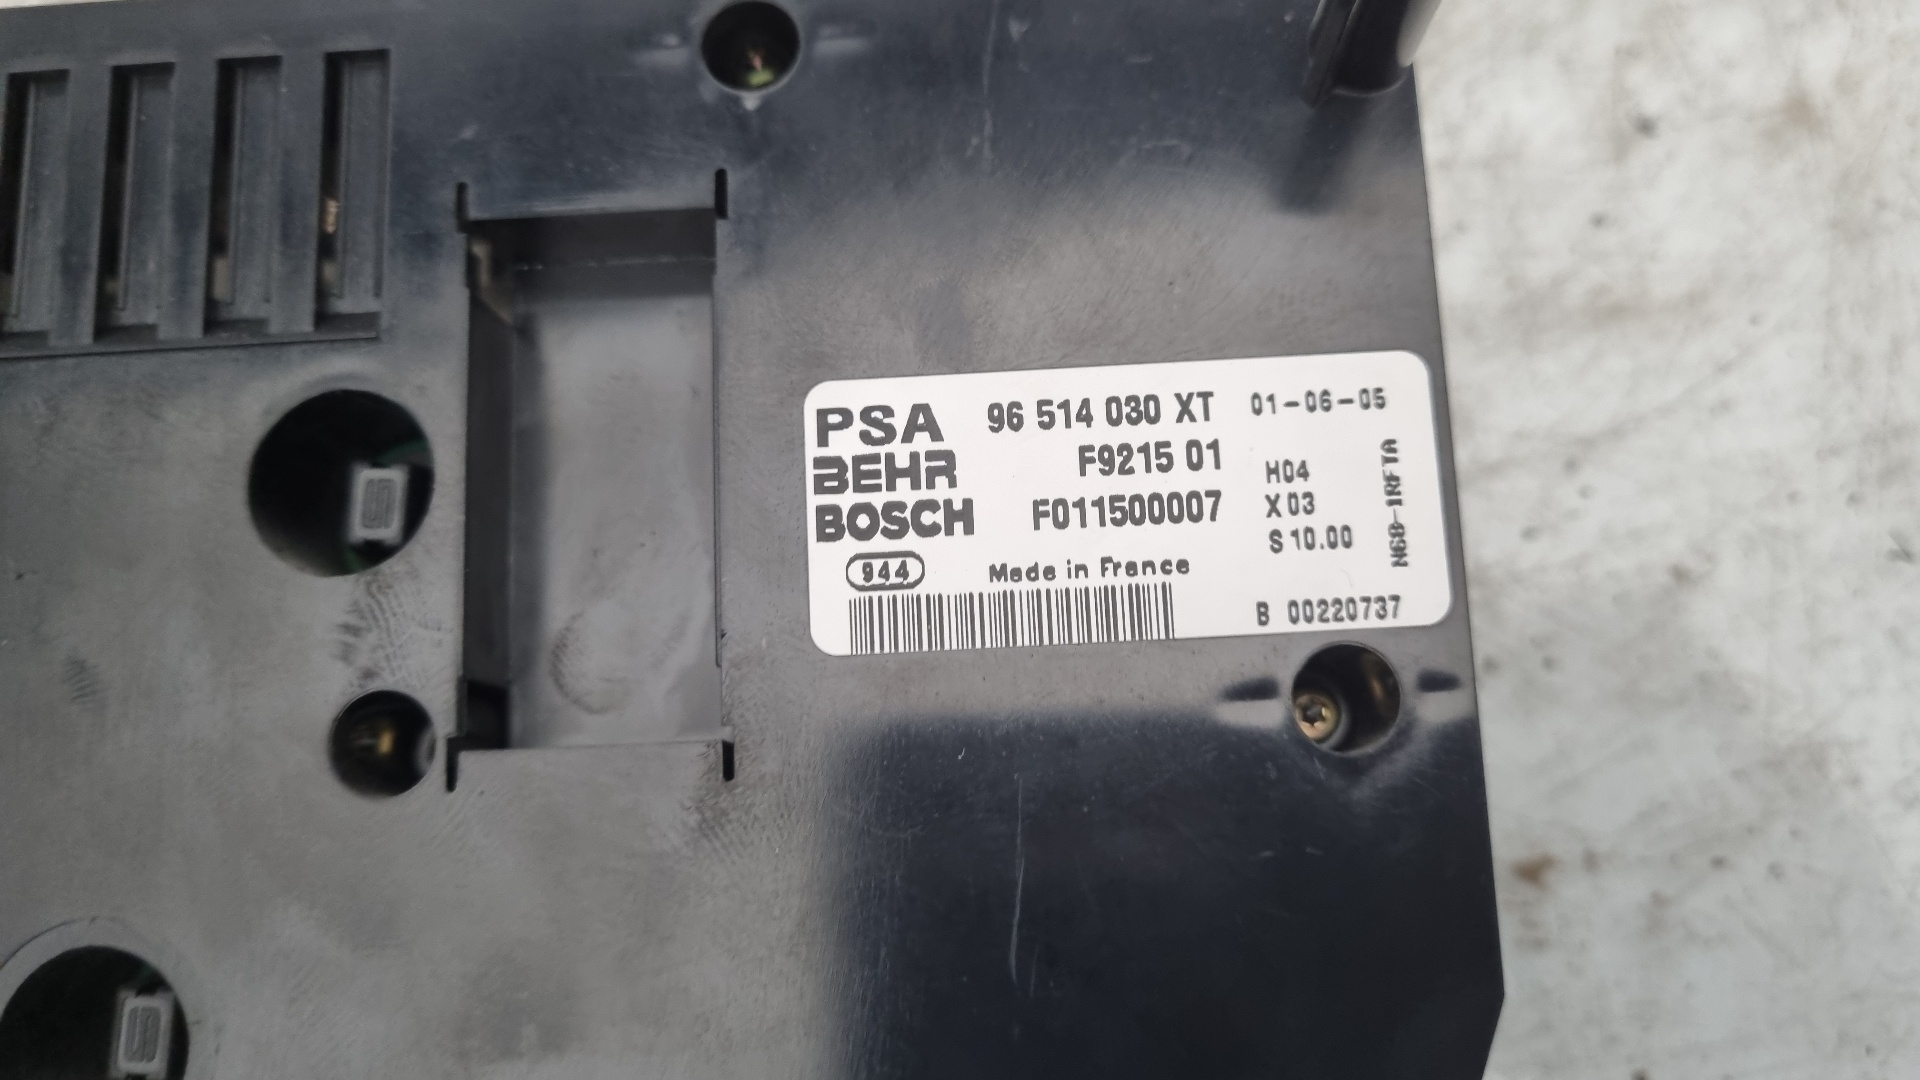 PSA 96 514 030 XT 01-06-05
BEHR F9215 01 H04
BOSCH F011500007 X03
S 10.00
944 Made in France
B 00220737
N68-1RFTA